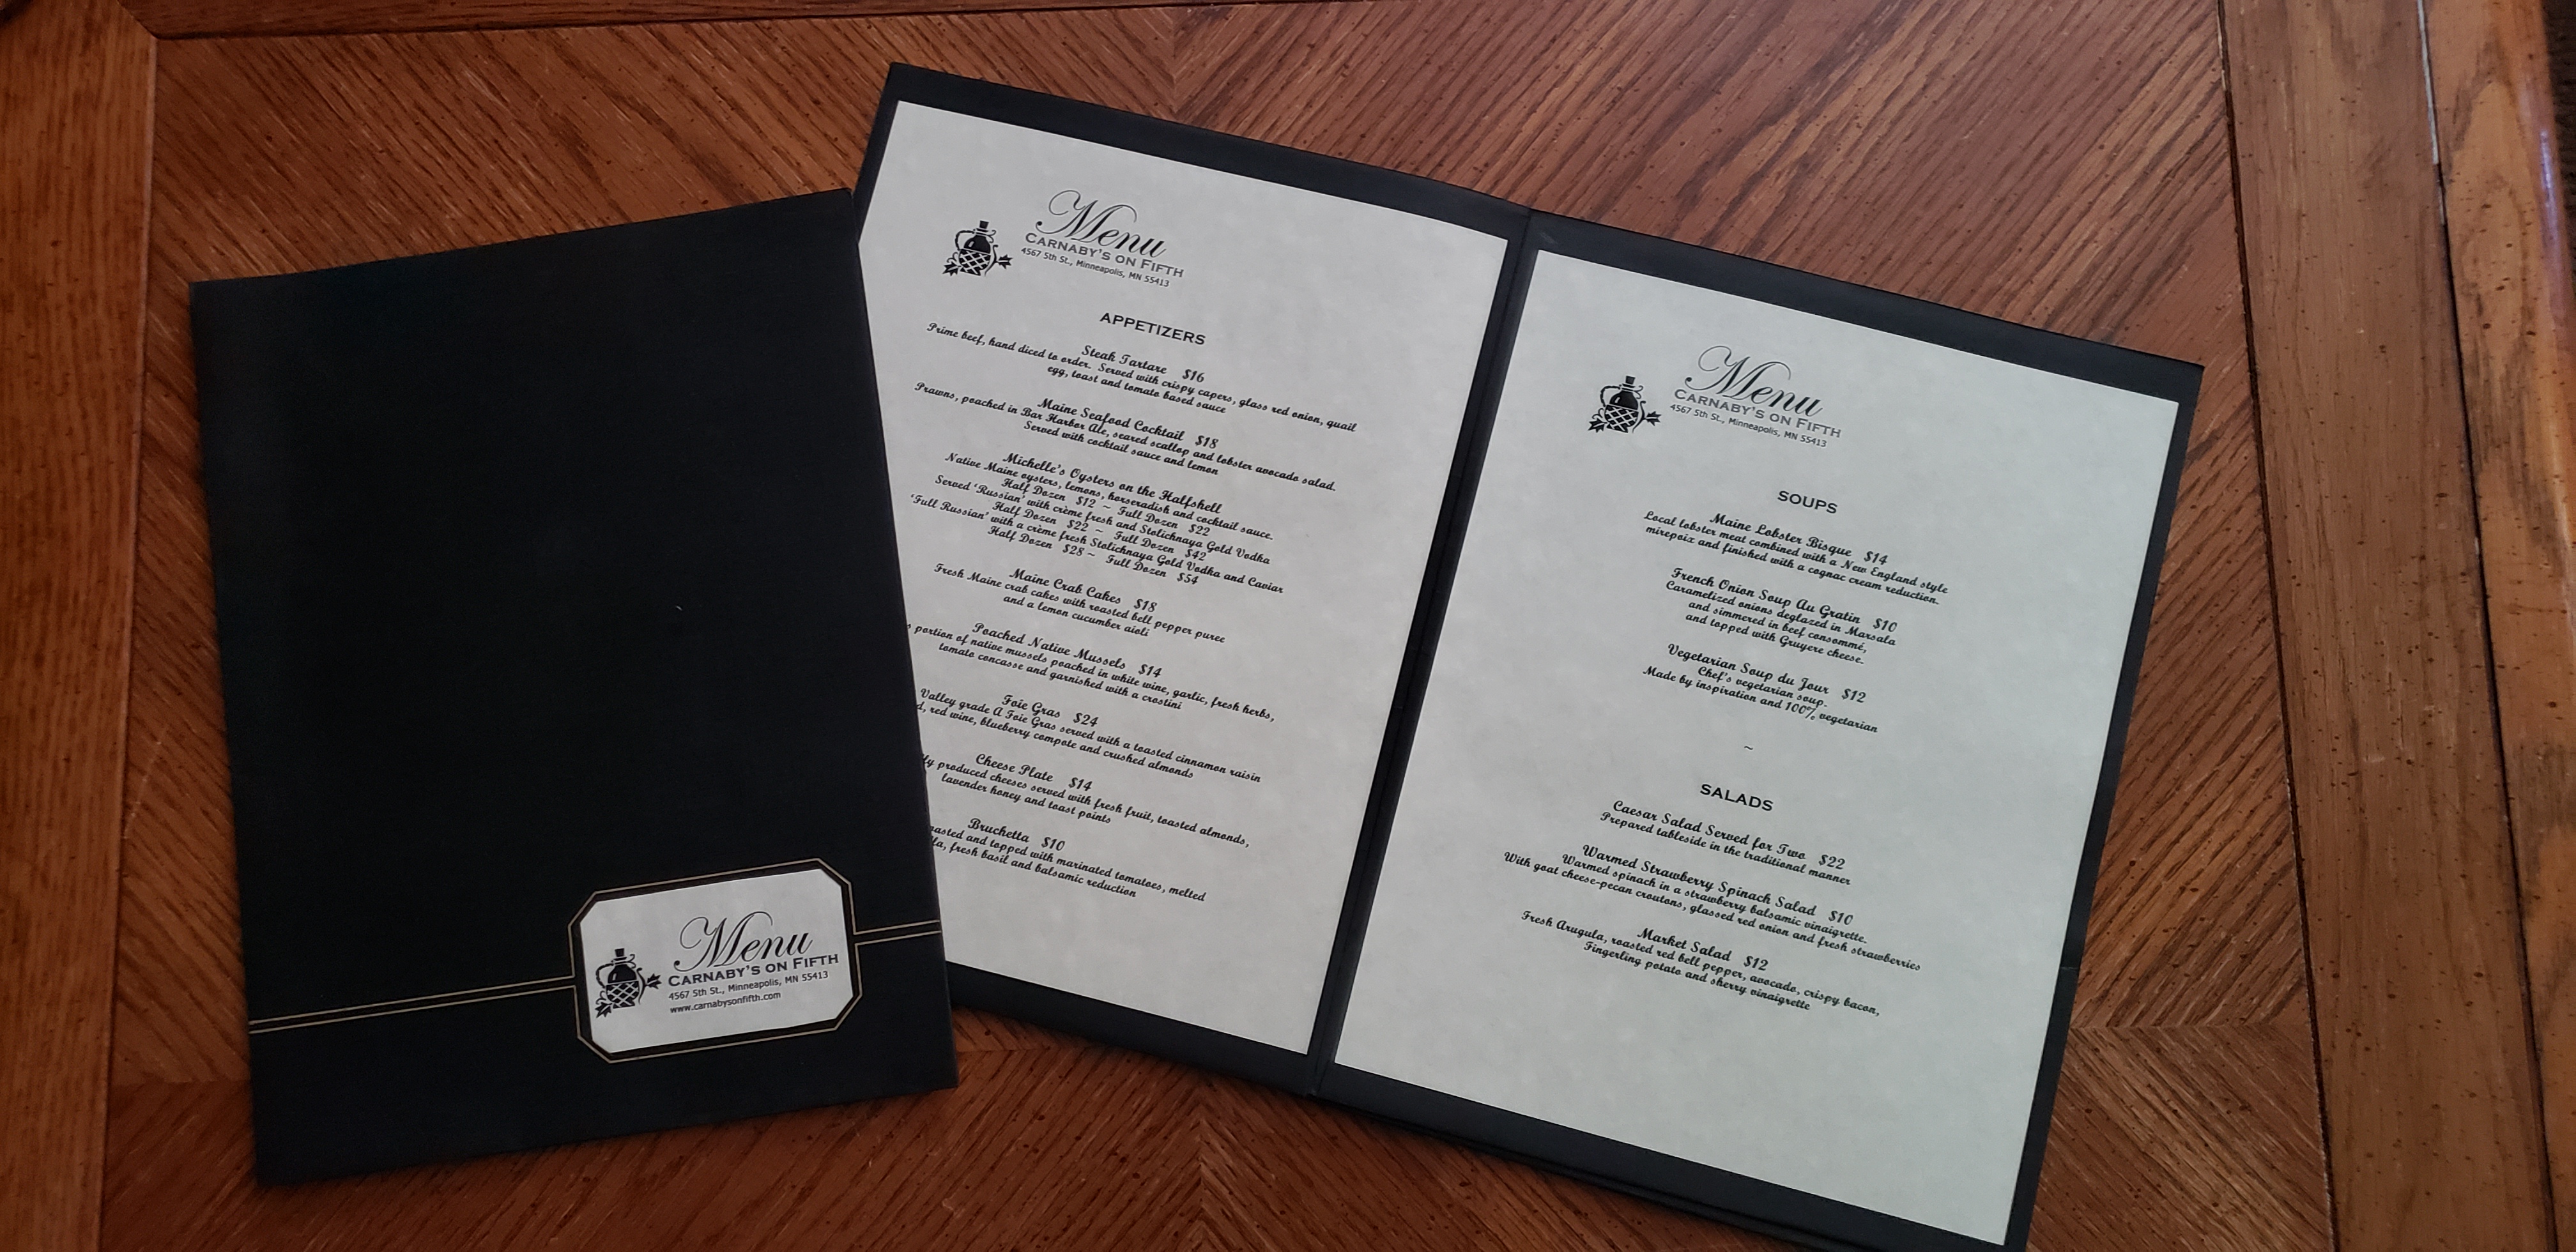 Menu
CARNABY'S ON FIFTH
4567 5th St., Minneapolis, MN 55413
www.carnabysonfifth.com
Menu
CARNABY'S ON FIFTH
4567 5th St., Minneapolis, MN 55413
APPETIZERS
Steak Tartare $16
Prime beef, hand diced to order. Served with crispy capers, glass red onion, quail
egg, toast and tomato based sauce
Maine Seafood Cocktail $18
Prawns, poached in Bar Harbor Ale, seared scallop and lobster avocado salad.
Served with cocktail sauce and lemon
Michelle's Oysters on the Halfshell
Native Maine oysters, lemons, horseradish and cocktail sauce.
Half Dozen $12 ~ Full Dozen $22
Served 'Russian' with crème fresh and Stolichnaya Gold Vodka
Half Dozen $22 ~ Full Dozen $42
'Full Russian' with a crème fresh Stolichnaya Gold Vodka and Caviar
Half Dozen $28 ~ Full Dozen $54
Maine Crab Cakes $18
Fresh Maine crab cakes with roasted bell pepper puree
and a lemon cucumber aioli
Poached Native Mussels $14
portion of native mussels poached in white wine, garlic, fresh herbs,
tomato concasse and garnished with a crostini
Foie Gras $24
Valley grade A Foie Gras served with a toasted cinnamon raisin
d, red wine, blueberry compote and crushed almonds
Cheese Plate $14
ly produced cheeses served with fresh fruit, toasted almonds,
lavender honey and toast points
Bruchetta $10
oasted and topped with marinated tomatoes, melted
lla, fresh basil and balsamic reduction
Menu
CARNABY'S ON FIFTH
4567 5th St., Minneapolis, MN 55413
SOUPS
Maine Lobster Bisque $14
Local lobster meat combined with a New England style
mirepoix and finished with a cognac cream reduction.
French Onion Soup Au Gratin $10
Caramelized onions deglazed in Marsala
and simmered in beef consommé,
and topped with Gruyere cheese.
Vegetarian Soup du Jour $12
Chef's vegetarian soup.
Made by inspiration and 100% vegetarian
~
SALADS
Caesar Salad Served for Two $22
Prepared tableside in the traditional manner
Warmed Strawberry Spinach Salad $10
Warmed spinach in a strawberry balsamic vinaigrette.
With goat cheese-pecan croutons, glassed red onion and fresh strawberries
Market Salad $12
Fresh Arugula, roasted red bell pepper, avocado, crispy bacon,
Fingerling potato and sherry vinaigrette